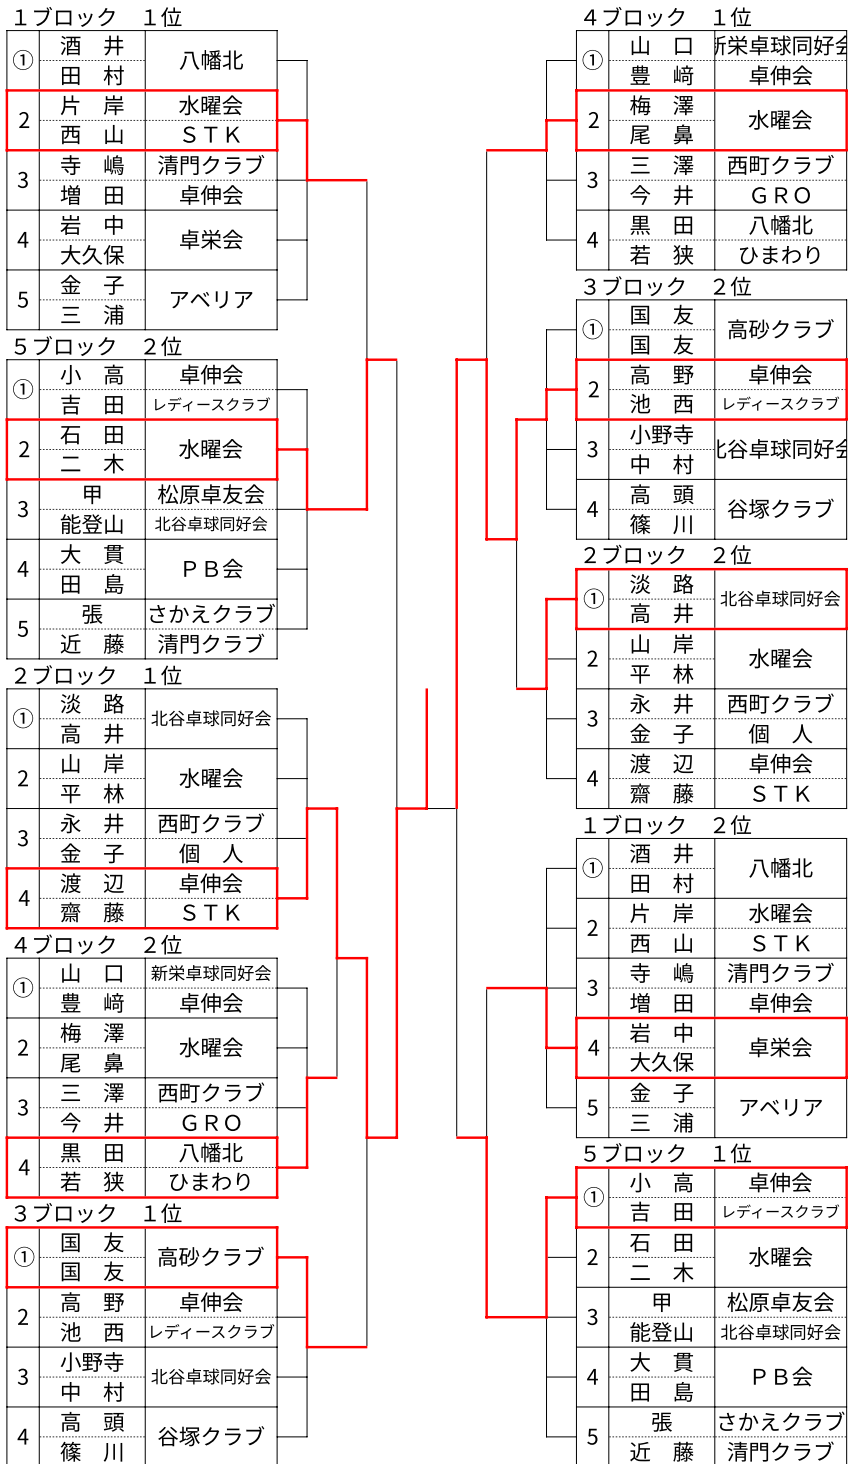 １ブロック　１位
① 酒　井 八幡北
田　村
2 片　岸 水曜会
西　山 ＳＴＫ
3 寺　嶋 清門クラブ
増　田 卓伸会
4 岩　中 卓栄会
大久保
5 金　子 アベリア
三　浦
５ブロック　２位
① 小　高 卓伸会
吉　田 レディースクラブ
2 石　田 水曜会
二　木
3 甲 松原卓友会
能登山 北谷卓球同好会
4 大　貫 ＰＢ会
田　島
5 張 さかえクラブ
近　藤 清門クラブ
２ブロック　１位
① 淡　路 北谷卓球同好会
高　井
2 山　岸 水曜会
平　林
3 永　井 西町クラブ
金　子 個　人
4 渡　辺 卓伸会
齋　藤 ＳＴＫ
４ブロック　２位
① 山　口 新栄卓球同好会
豊　﨑 卓伸会
2 梅　澤 水曜会
尾　鼻
3 三　澤 西町クラブ
今　井 ＧＲＯ
4 黒　田 八幡北
若　狭 ひまわり
３ブロック　１位
① 国　友 高砂クラブ
国　友
2 高　野 卓伸会
池　西 レディースクラブ
3 小野寺 北谷卓球同好会
中　村
4 高　頭 谷塚クラブ
篠　川
４ブロック　１位
① 山　口 新栄卓球同好会
豊　﨑 卓伸会
2 梅　澤 水曜会
尾　鼻
3 三　澤 西町クラブ
今　井 ＧＲＯ
4 黒　田 八幡北
若　狭 ひまわり
３ブロック　２位
① 国　友 高砂クラブ
国　友
2 高　野 卓伸会
池　西 レディースクラブ
3 小野寺 北谷卓球同好会
中　村
4 高　頭 谷塚クラブ
篠　川
２ブロック　２位
① 淡　路 北谷卓球同好会
高　井
2 山　岸 水曜会
平　林
3 永　井 西町クラブ
金　子 個　人
4 渡　辺 卓伸会
齋　藤 ＳＴＫ
１ブロック　２位
① 酒　井 八幡北
田　村
2 片　岸 水曜会
西　山 ＳＴＫ
3 寺　嶋 清門クラブ
増　田 卓伸会
4 岩　中 卓栄会
大久保
5 金　子 アベリア
三　浦
５ブロック　１位
① 小　高 卓伸会
吉　田 レディースクラブ
2 石　田 水曜会
二　木
3 甲 松原卓友会
能登山 北谷卓球同好会
4 大　貫 ＰＢ会
田　島
5 張 さかえクラブ
近　藤 清門クラブ